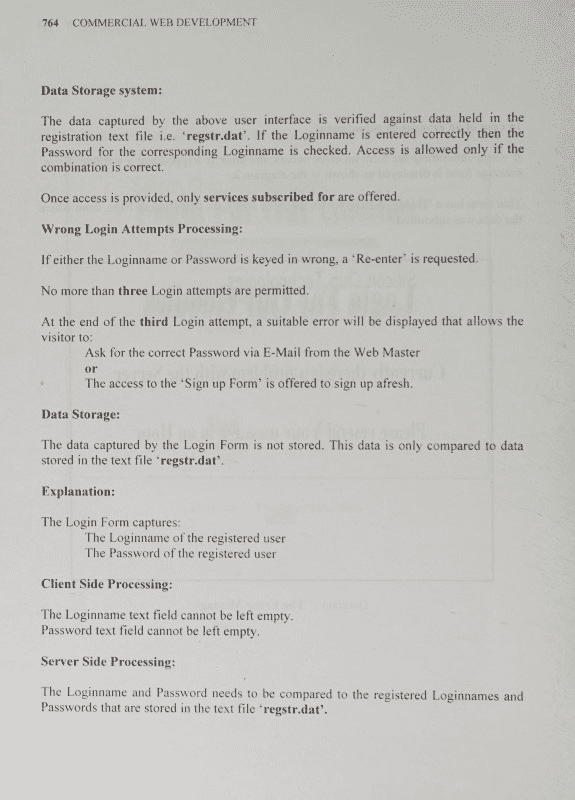 764 COMMERCIAL WEB DEVELOPMENT
Data Storage system:
The data captured by the above user interface is verified against data held in the
registration text file i.e. ‘regstr.dat’. If the Loginname is entered correctly then the
Password for the corresponding Loginname is checked. Access is allowed only if the
combination is correct.
Once access is provided, only services subscribed for are offered.
Wrong Login Attempts Processing:
If either the Loginname or Password is keyed in wrong, a ‘Re-enter’ is requested.
No more than three Login attempts are permitted.
At the end of the third Login attempt, a suitable error will be displayed that allows the
visitor to:
Ask for the correct Password via E-Mail from the Web Master
or
The access to the ‘Sign up Form’ is offered to sign up afresh.
Data Storage:
The data captured by the Login Form is not stored. This data is only compared to data
stored in the text file ‘regstr.dat’.
Explanation:
The Login Form captures:
The Loginname of the registered user
The Password of the registered user
Client Side Processing:
The Loginname text field cannot be left empty.
Password text field cannot be left empty.
Server Side Processing:
The Loginname and Password needs to be compared to the registered Loginnames and
Passwords that are stored in the text file ‘regstr.dat’.